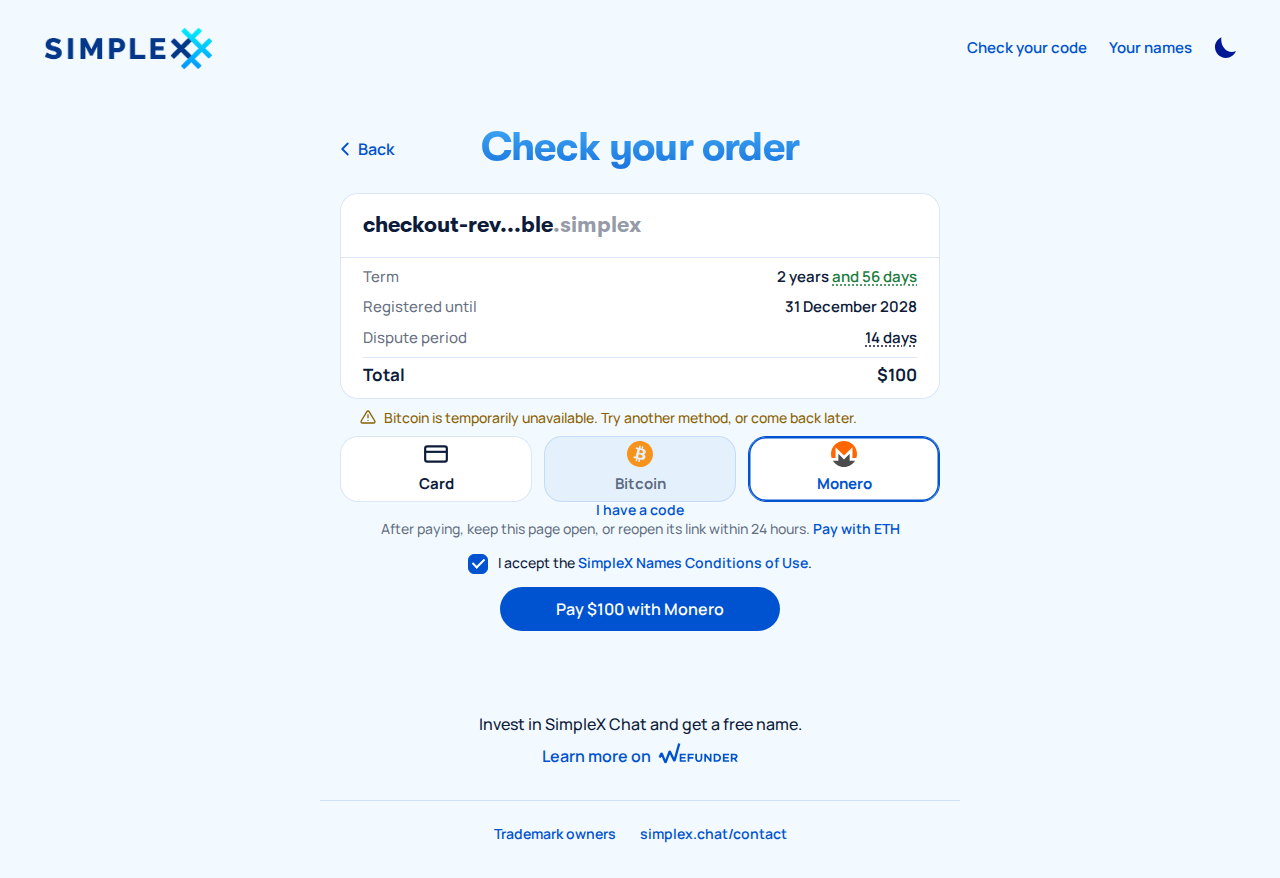 SIMPLEX
Check your code
Your names
Back
Check your order
checkout-rev...ble.simplex
Term
2 years and 56 days
Registered until
31 December 2028
Dispute period
14 days
Total
$100
Bitcoin is temporarily unavailable. Try another method, or come back later.
Card
Bitcoin
Monero
I have a code
After paying, keep this page open, or reopen its link within 24 hours. Pay with ETH
I accept the SimpleX Names Conditions of Use.
Pay $100 with Monero
Invest in SimpleX Chat and get a free name.
Learn more on WEFUNDER
Trademark owners
simplex.chat/contact